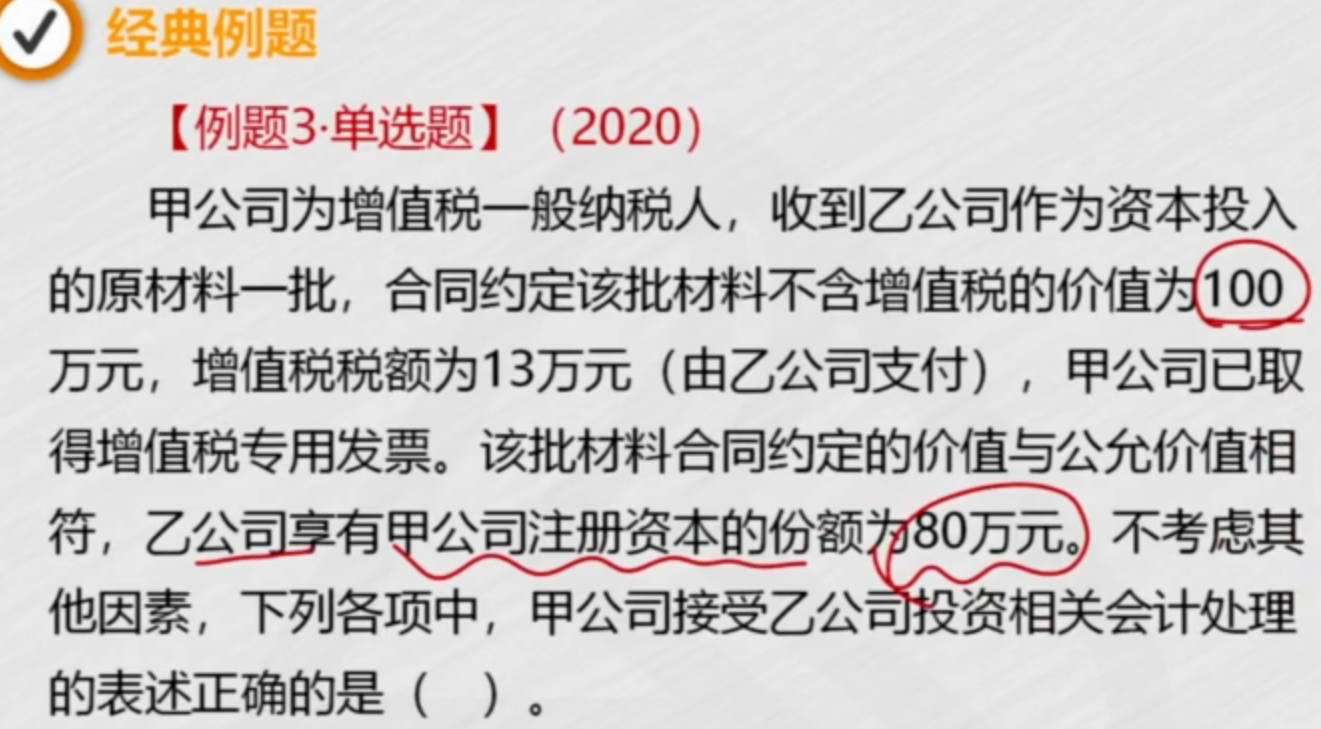 经典例题
【例题3·单选题】（2020）
甲公司为增值税一般纳税人，收到乙公司作为资本投入
的原材料一批，合同约定该批材料不含增值税的价值为100
万元，增值税税额为13万元（由乙公司支付），甲公司已取
得增值税专用发票。该批材料合同约定的价值与公允价值相
符，乙公司享有甲公司注册资本的份额为80万元。不考虑其
他因素，下列各项中，甲公司接受乙公司投资相关会计处理
的表述正确的是（ ）。